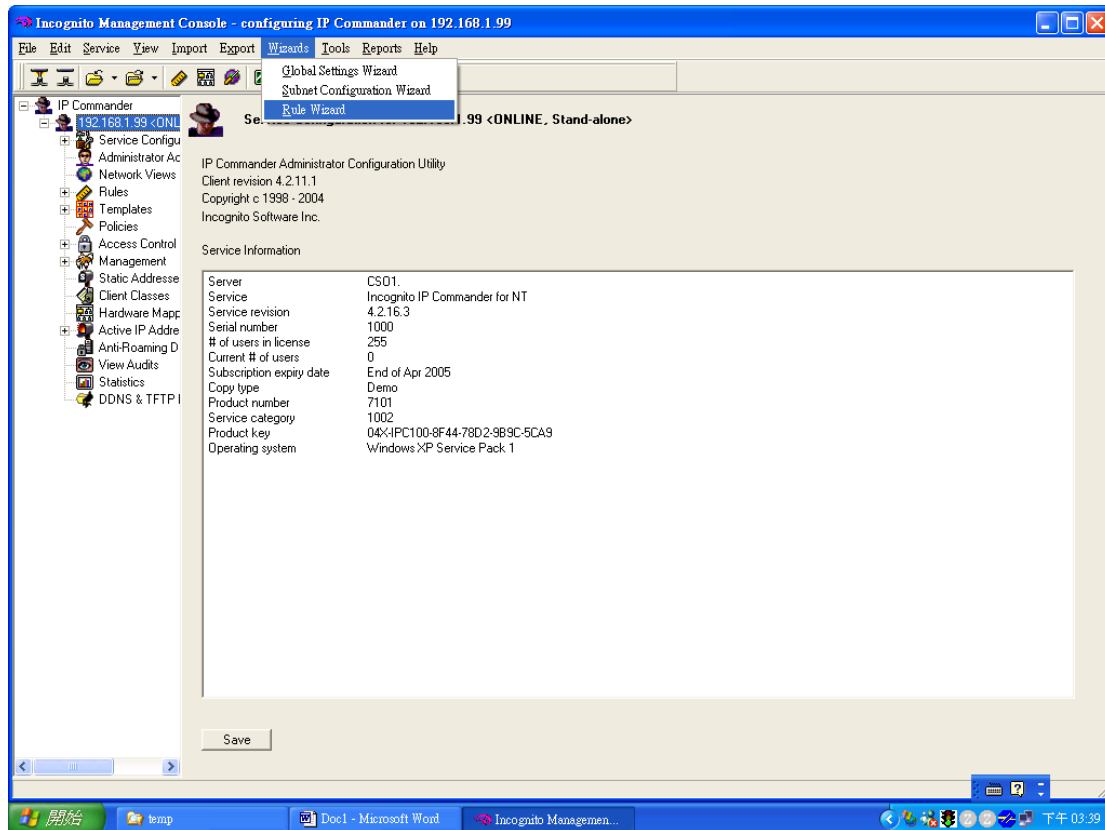 Incognito Management Console - configuring IP Commander on 192.168.1.99
File Edit Service View Import Export Wizards Tools Reports Help
Global Settings Wizard
Subnet Configuration Wizard
Rule Wizard
IP Commander
192.168.1.99 <ONL
Service Configu
Administrator Ac
Network Views
Rules
Templates
Policies
Access Control
Management
Static Addresse
Client Classes
Hardware Mapp
Active IP Addre
Anti-Roaming D
View Audits
Statistics
DDNS & TFTP I
.99 <ONLINE, Stand-alone>
IP Commander Administrator Configuration Utility
Client revision 4.2.11.1
Copyright c 1998 - 2004
Incognito Software Inc.
Service Information
Server CSO1.
Service Incognito IP Commander for NT
Service revision 4.2.16.3
Serial number 1000
# of users in license 255
Current # of users 0
Subscription expiry date End of Apr 2005
Copy type Demo
Product number 7101
Service category 1002
Product key 04X-IPC100-8F44-78D2-9B9C-5CA9
Operating system Windows XP Service Pack 1
Save
開始 temp Doc1 - Microsoft Word Incognito Managemen... 下午 03:39